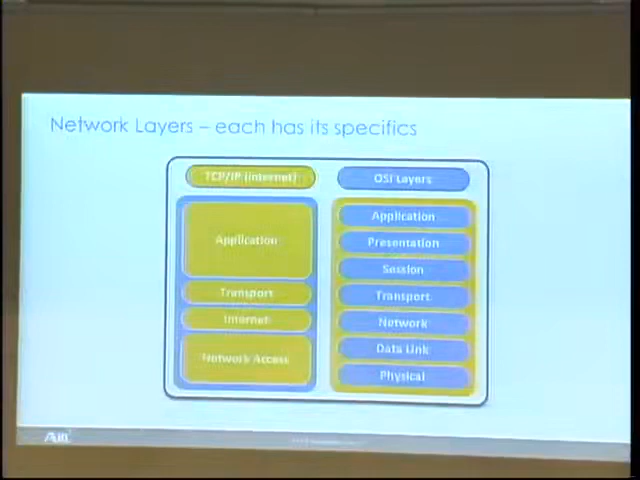 Network Layers – each has its specifics
TCP/IP (Internet)
OSI Layers
Application
Transport
Internet
Network Access
Application
Presentation
Session
Transport
Network
Data Link
Physical